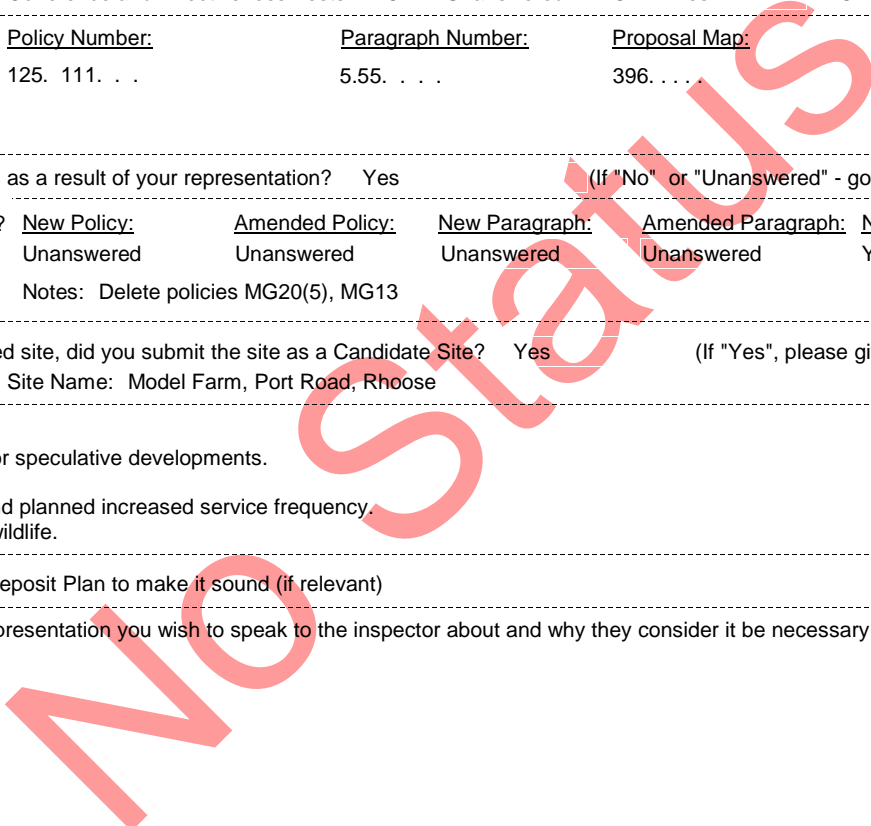 Policy Number: Paragraph Number: Proposal Map:
125. 111. . . 5.55. . . . 396. . . . .
as a result of your representation? Yes (If "No" or "Unanswered" - go
? New Policy: Amended Policy: New Paragraph: Amended Paragraph: N
Unanswered Unanswered Unanswered Unanswered Y
Notes: Delete policies MG20(5), MG13
ed site, did you submit the site as a Candidate Site? Yes (If "Yes", please gi
Site Name: Model Farm, Port Road, Rhoose
or speculative developments.
nd planned increased service frequency.
wildlife.
eposit Plan to make it sound (if relevant)
presentation you wish to speak to the inspector about and why they consider it be necessary
No Status